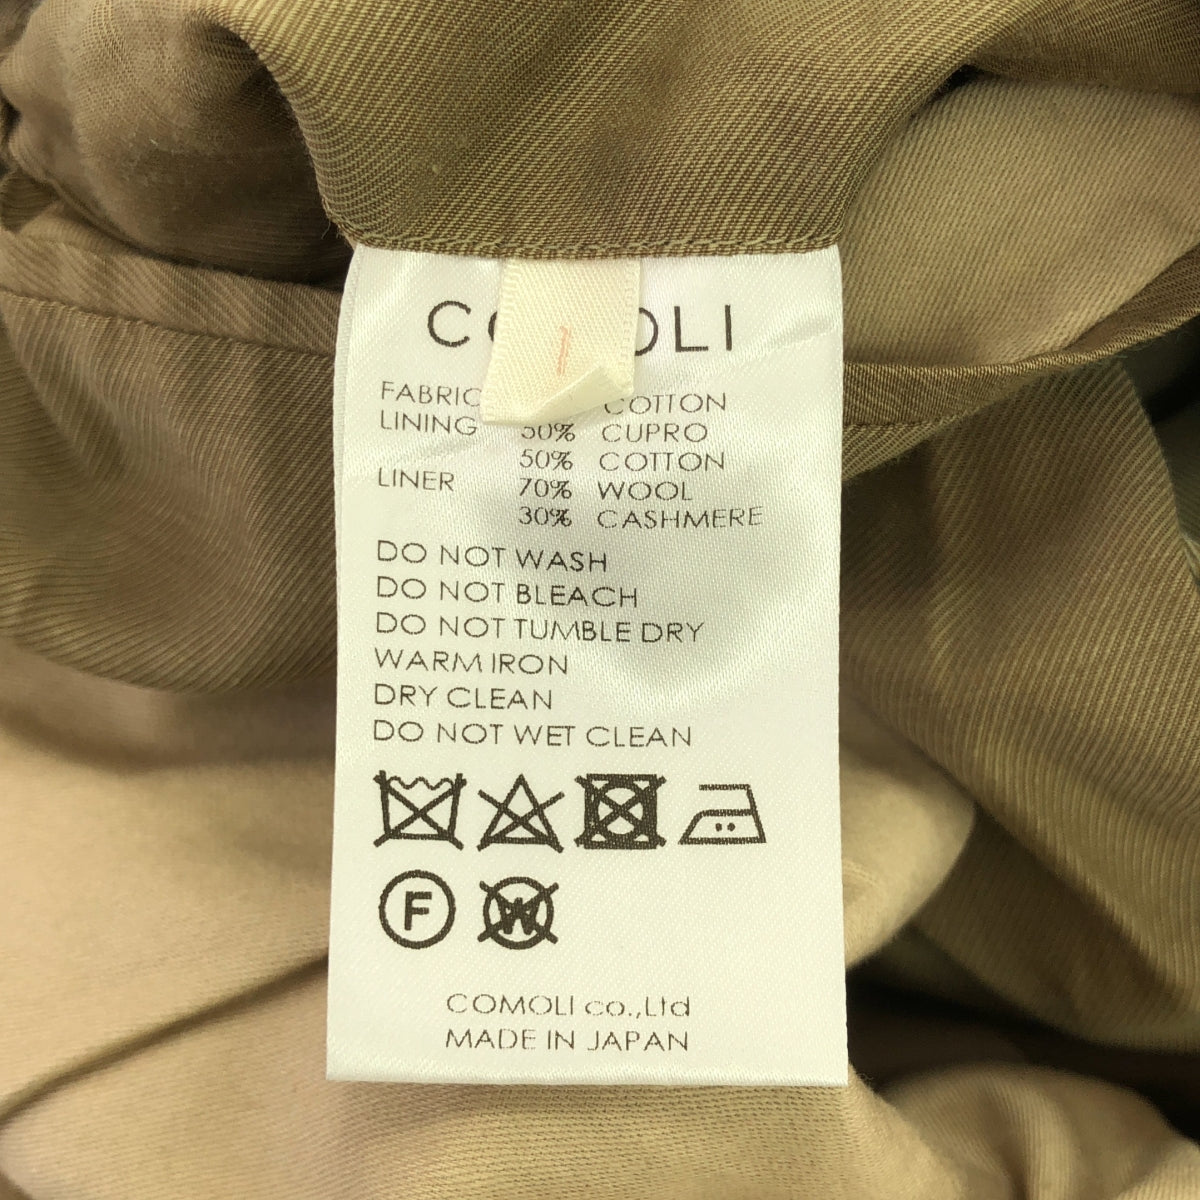 FABRIC COTTON
LINING 50% CUPRO
50% COTTON
LINER 70% WOOL
30% CASHMERE
DO NOT WASH
DO NOT BLEACH
DO NOT TUMBLE DRY
WARM IRON
DRY CLEAN
DO NOT WET CLEAN
F W
COMOLI co.,Ltd
MADE IN JAPAN